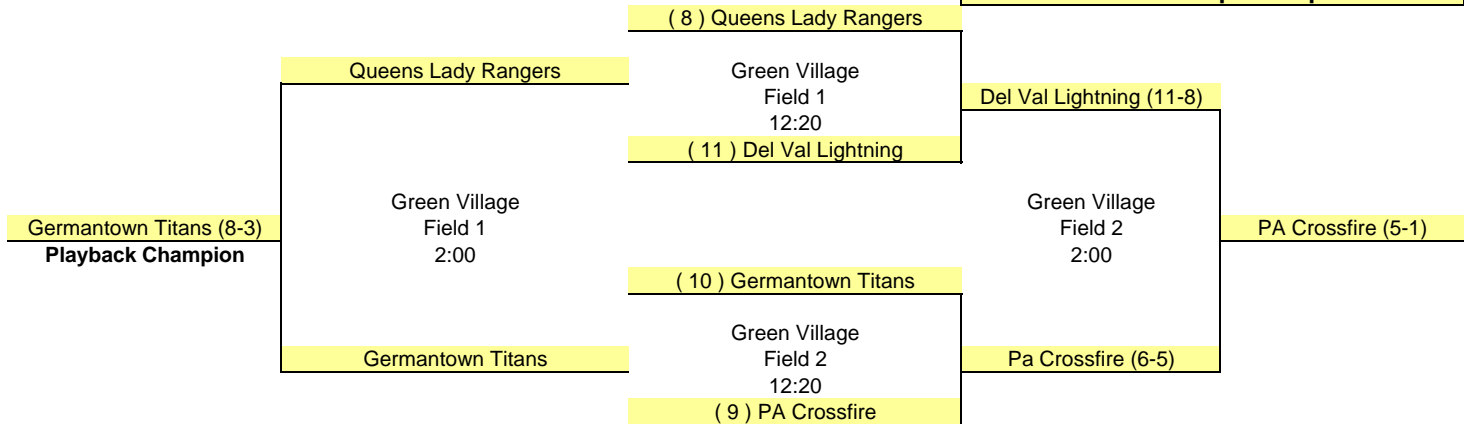 ( 8 ) Queens Lady Rangers
Queens Lady Rangers
Green Village
Field 1
12:20
Del Val Lightning (11-8)
( 11 ) Del Val Lightning
Germantown Titans (8-3)
Playback Champion
Green Village
Field 1
2:00
Green Village
Field 2
2:00
PA Crossfire (5-1)
( 10 ) Germantown Titans
Germantown Titans
Green Village
Field 2
12:20
Pa Crossfire (6-5)
( 9 ) PA Crossfire